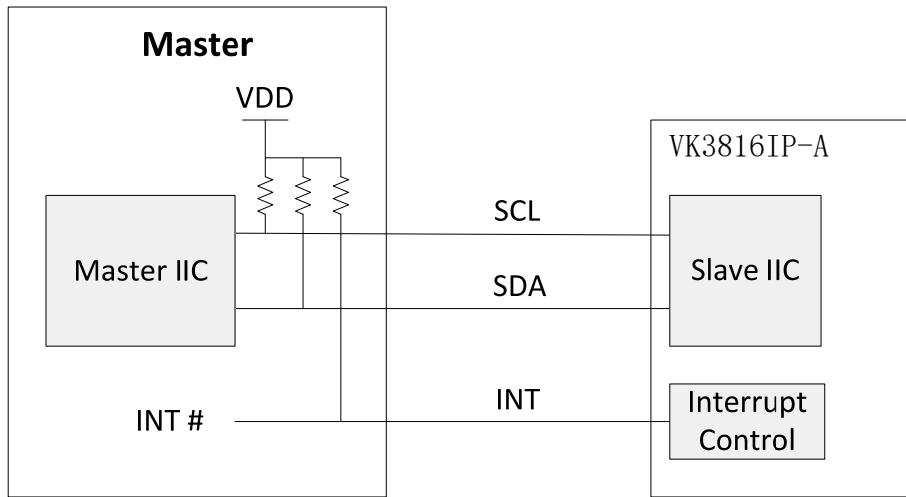 Master
VDD
VK3816IP-A
SCL
Master IIC
Slave IIC
SDA
INT
INT #
Interrupt
Control